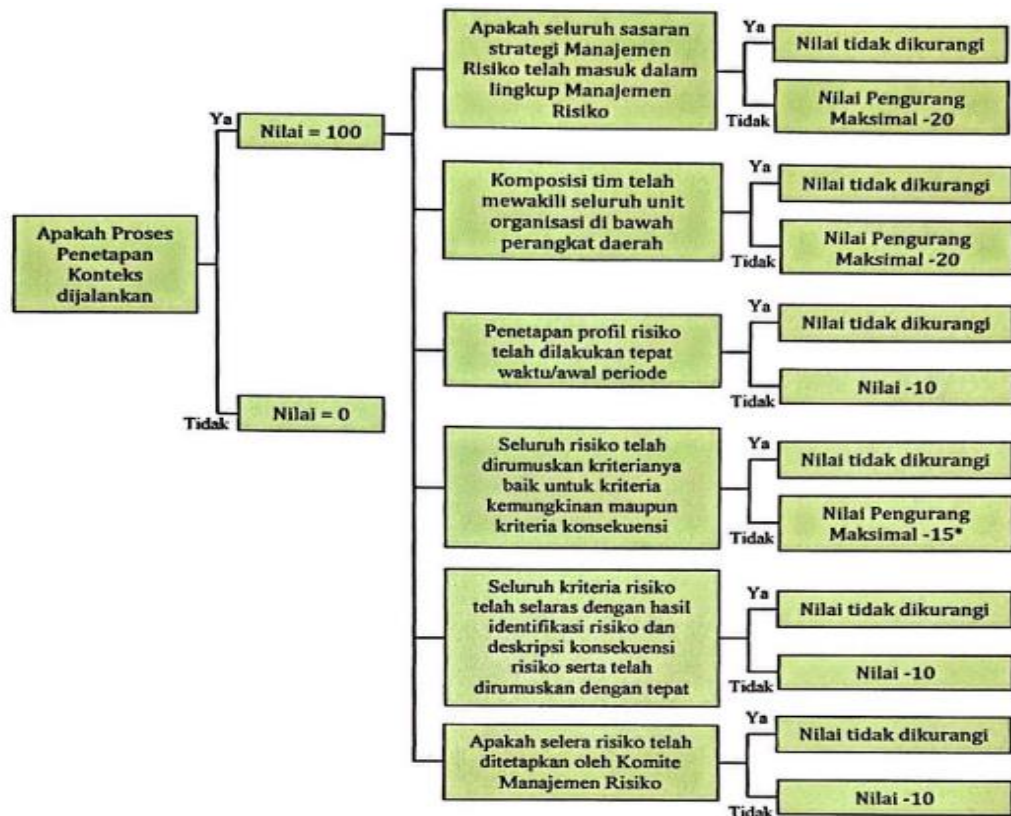 Apakah Proses
Penetapan
Konteks
dijalankan
Ya
Nilai = 100
Tidak
Nilai = 0
Apakah seluruh sasaran
strategi Manajemen
Risiko telah masuk dalam
lingkup Manajemen
Risiko
Ya
Nilai tidak dikurangi
Tidak
Nilai Pengurang
Maksimal -20
Komposisi tim telah
mewakili seluruh unit
organisasi di bawah
perangkat daerah
Ya
Nilai tidak dikurangi
Tidak
Nilai Pengurang
Maksimal -20
Penetapan profil risiko
telah dilakukan tepat
waktu/awal periode
Ya
Nilai tidak dikurangi
Tidak
Nilai -10
Seluruh risiko telah
dirumuskan kriterianya
baik untuk kriteria
kemungkinan maupun
kriteria konsekuensi
Ya
Nilai tidak dikurangi
Tidak
Nilai Pengurang
Maksimal -15*
Seluruh kriteria risiko
telah selaras dengan hasil
identifikasi risiko dan
deskripsi konsekuensi
risiko serta telah
dirumuskan dengan tepat
Ya
Nilai tidak dikurangi
Tidak
Nilai -10
Apakah selera risiko telah
ditetapkan oleh Komite
Manajemen Risiko
Ya
Nilai tidak dikurangi
Tidak
Nilai -10